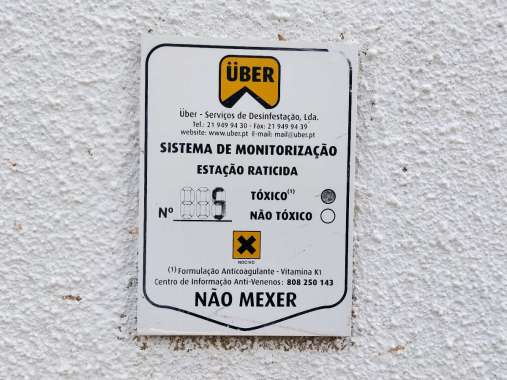 ÜBER
Über - Serviços de Desinfestação, Lda.
Tel.: 21 949 94 30 - Fax: 21 949 94 39
website: www.uber.pt E-mail: mail@uber.pt
SISTEMA DE MONITORIZAÇÃO
ESTAÇÃO RATICIDA
TÓXICO(1)
Nº 5 NÃO TÓXICO
NOCIVO
(1) Formulação Anticoagulante - Vitamina K1
Centro de Informação Anti-Venenos: 808 250 143
NÃO MEXER